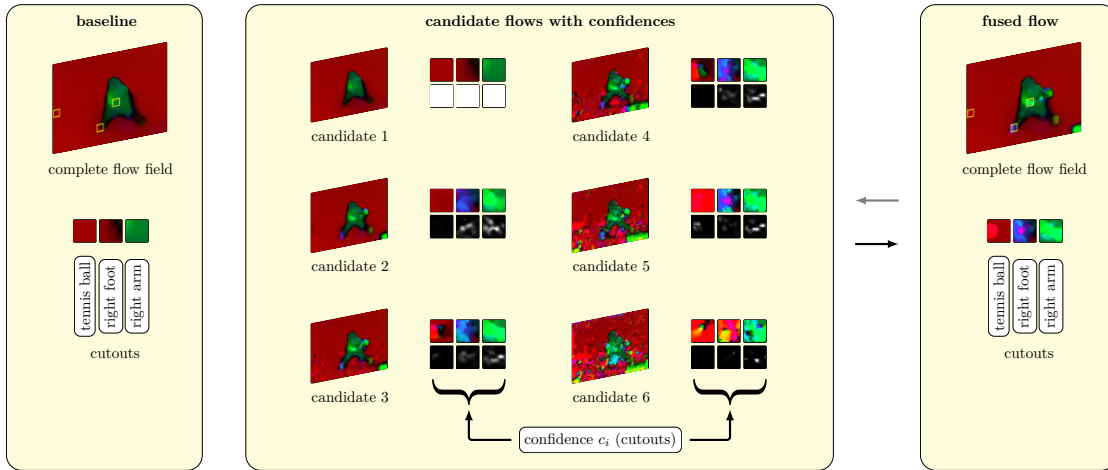 baseline
complete flow field
tennis ball
right foot
right arm
cutouts
candidate flows with confidences
candidate 1
candidate 4
candidate 2
candidate 5
candidate 3
candidate 6
confidence c_i (cutouts)
fused flow
complete flow field
tennis ball
right foot
right arm
cutouts